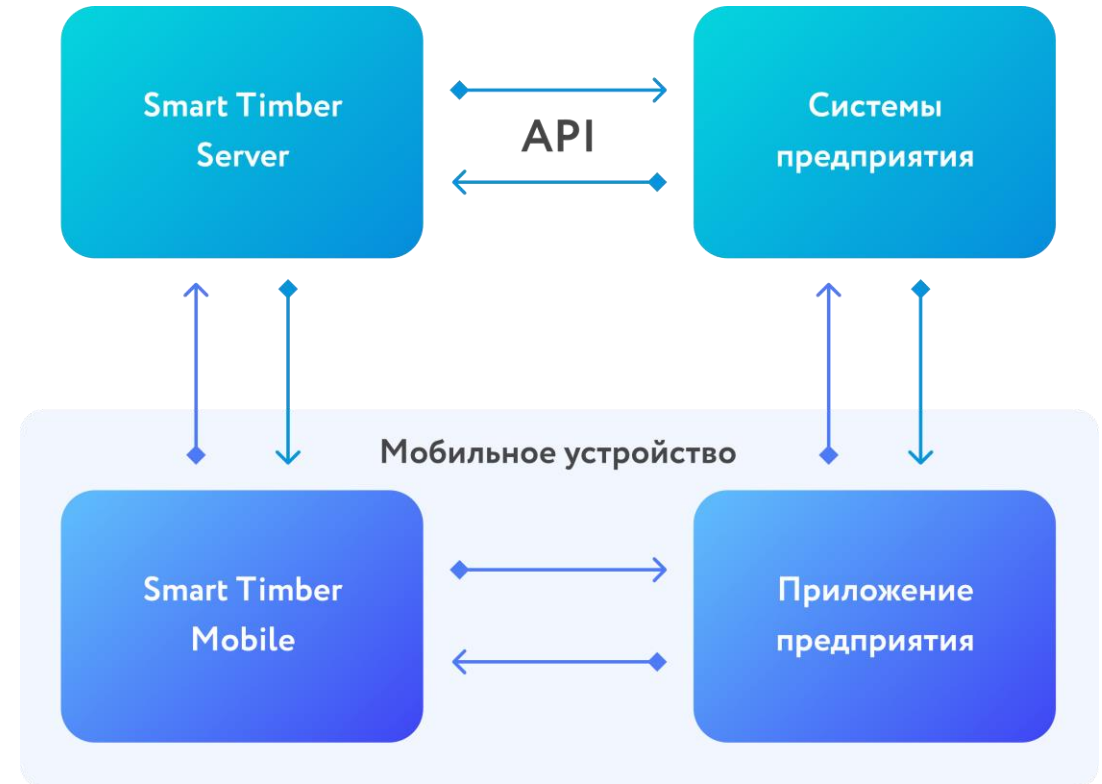 Smart Timber
Server
API
Системы
предприятия
Мобильное устройство
Smart Timber
Mobile
Приложение
предприятия